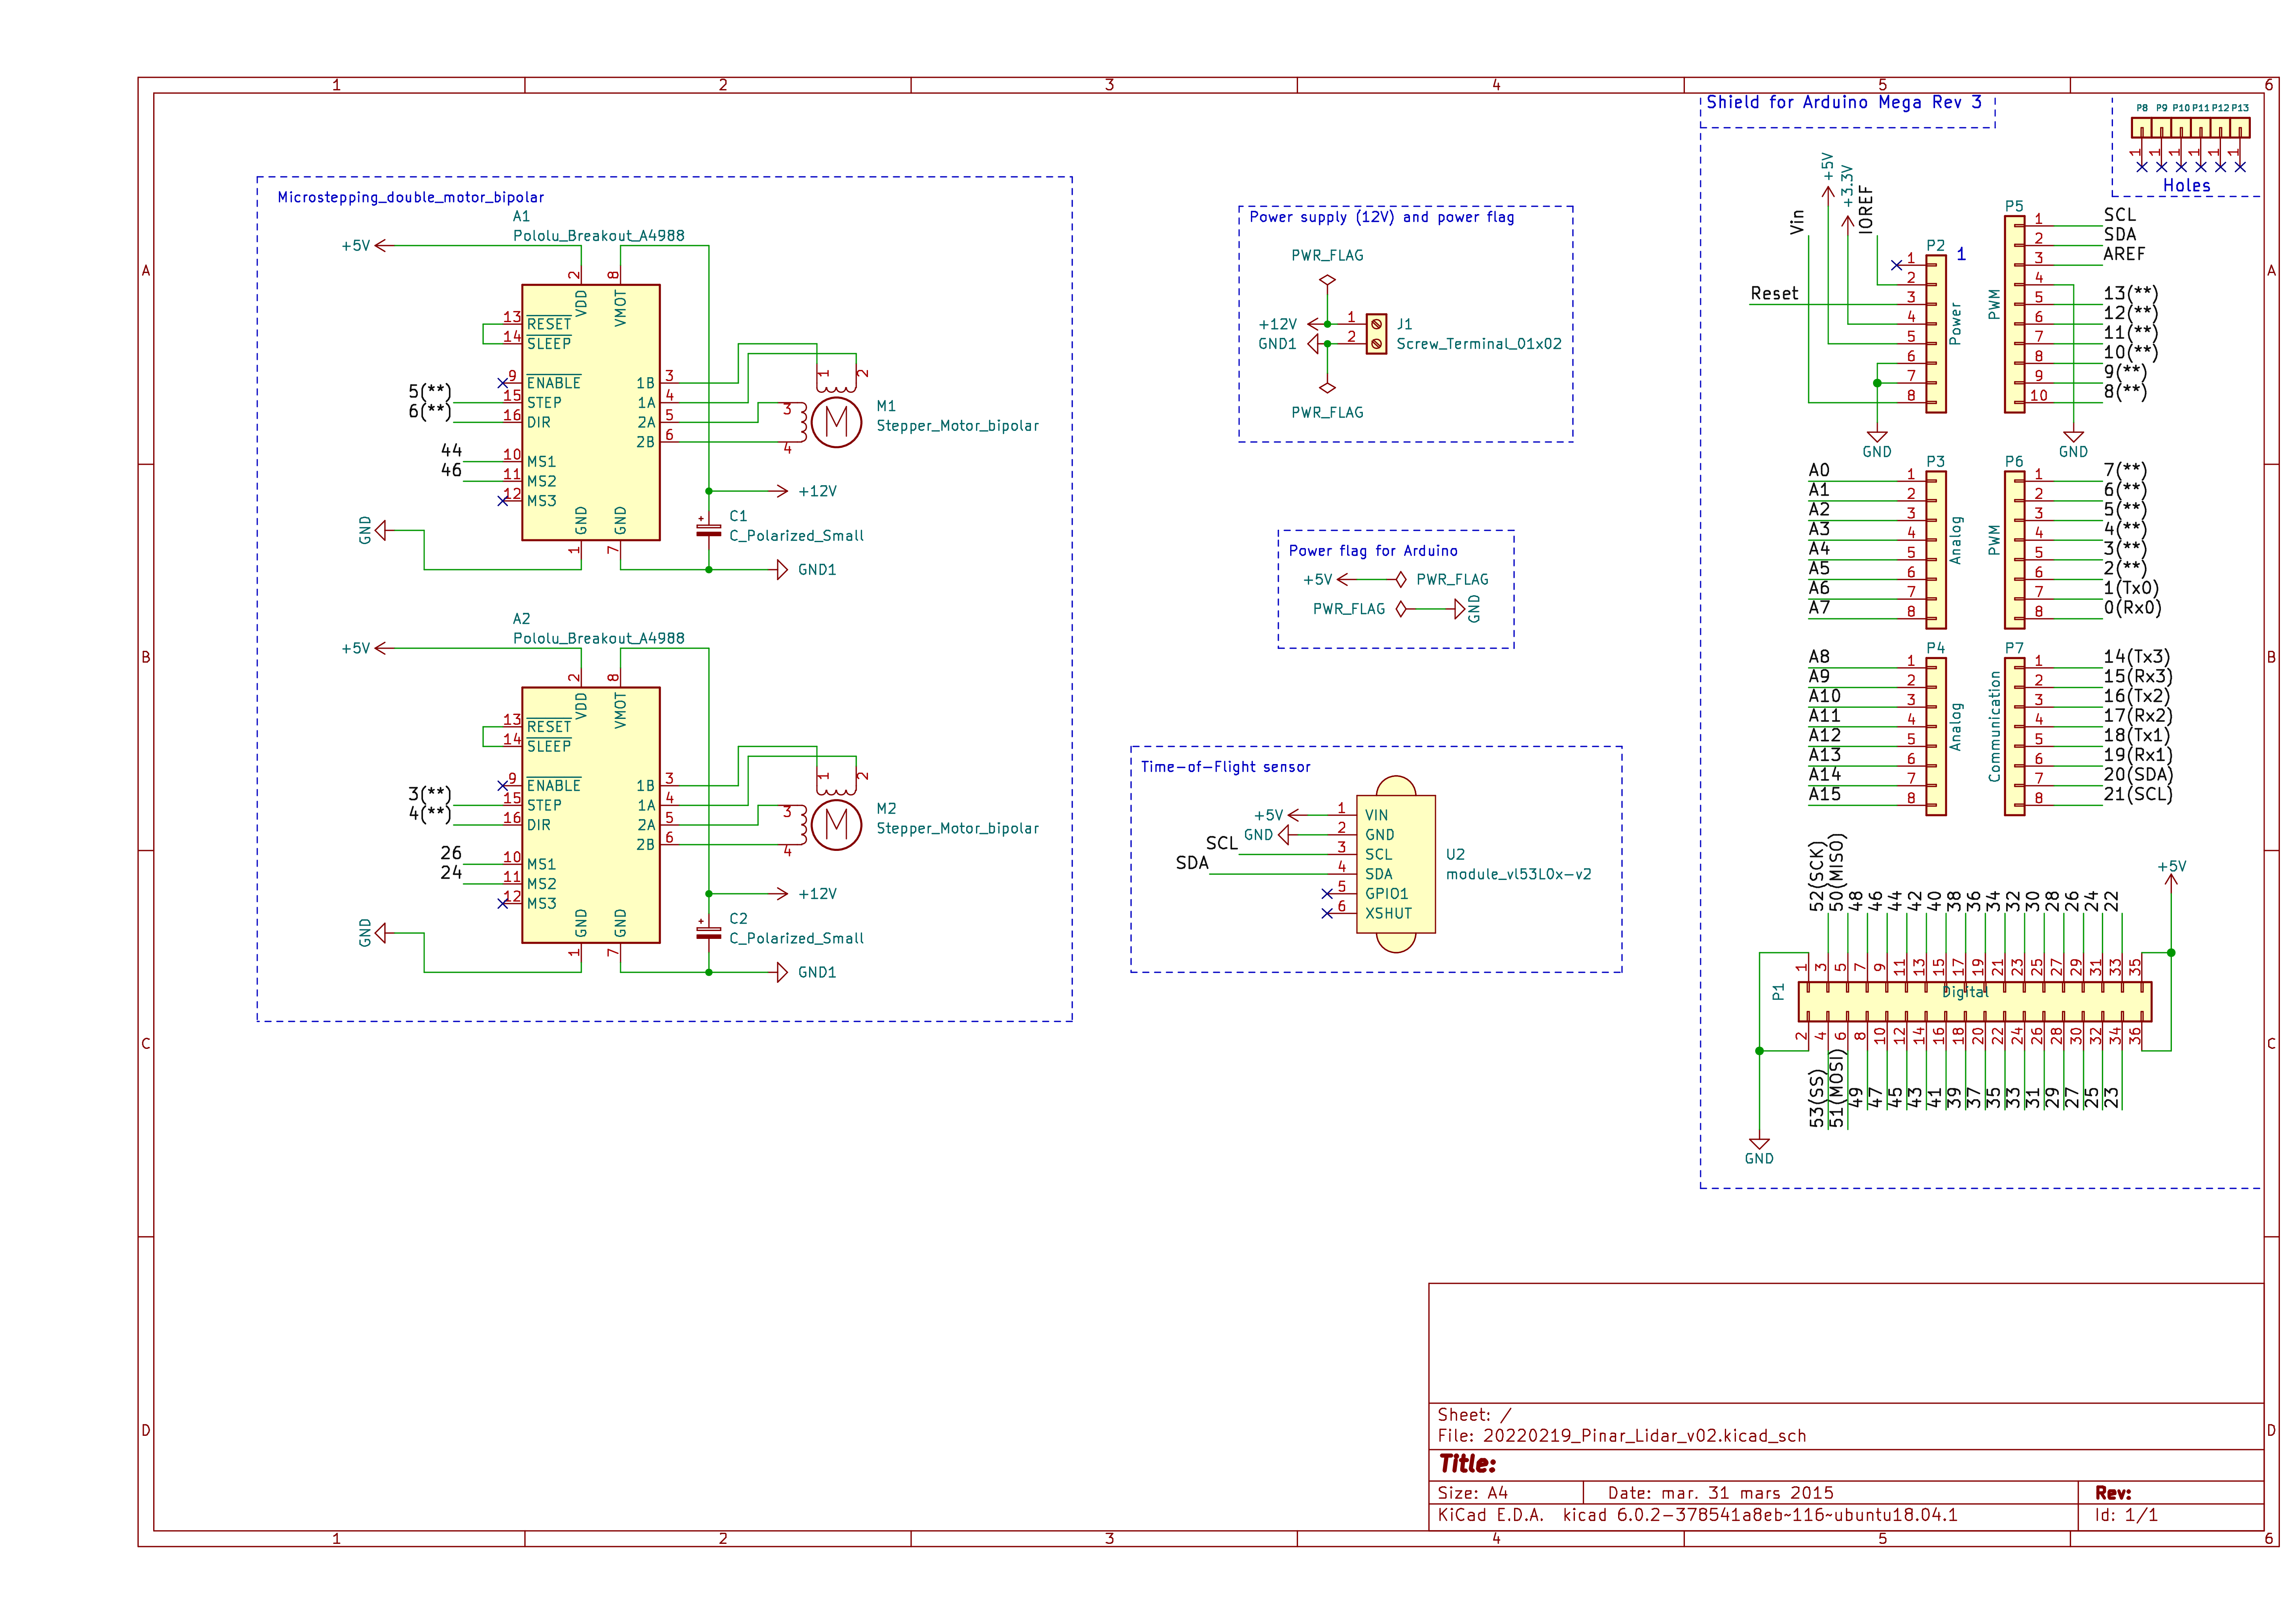 1 2 3 4 5 6
A
B
C
D
Microstepping_double_motor_bipolar
A1
Pololu_Breakout_A4988
+5V
2 VDD
8 VMOT
13 RESET
14 SLEEP
9 ENABLE
5(**) 15 STEP
6(**) 16 DIR
44 10 MS1
46 11 MS2
12 MS3
1B 3
1A 4
2A 5
2B 6
1 GND
7 GND
GND
1 2
3
4
M
M1
Stepper_Motor_bipolar
+12V
+
C1
C_Polarized_Small
GND1
A2
Pololu_Breakout_A4988
+5V
2 VDD
8 VMOT
13 RESET
14 SLEEP
9 ENABLE
3(**) 15 STEP
4(**) 16 DIR
26 10 MS1
24 11 MS2
12 MS3
1B 3
1A 4
2A 5
2B 6
1 GND
7 GND
GND
1 2
3
4
M
M2
Stepper_Motor_bipolar
+12V
+
C2
C_Polarized_Small
GND1
Power supply (12V) and power flag
PWR_FLAG
+12V 1 J1
GND1 2 Screw_Terminal_01x02
PWR_FLAG
Power flag for Arduino
+5V PWR_FLAG
PWR_FLAG GND
Time-of-Flight sensor
+5V 1 VIN
GND 2 GND
SCL 3 SCL
SDA 4 SDA
5 GPIO1
6 XSHUT
U2
module_vl53L0x-v2
Shield for Arduino Mega Rev 3
P8 P9 P10 P11 P12 P13
1 1 1 1 1 1
Holes
Vin
+5V
+3.3V
IOREF
Reset
P2
1
Power
1
2
3
4
5
6
7
8
GND
P5
PWM
1 SCL
2 SDA
3 AREF
4
5 13(**)
6 12(**)
7 11(**)
8 10(**)
9 9(**)
10 8(**)
GND
P3
Analog
A0 1
A1 2
A2 3
A3 4
A4 5
A5 6
A6 7
A7 8
P6
PWM
1 7(**)
2 6(**)
3 5(**)
4 4(**)
5 3(**)
6 2(**)
7 1(Tx0)
8 0(Rx0)
P4
Analog
A8 1
A9 2
A10 3
A11 4
A12 5
A13 6
A14 7
A15 8
P7
Communication
1 14(Tx3)
2 15(Rx3)
3 16(Tx2)
4 17(Rx2)
5 18(Tx1)
6 19(Rx1)
7 20(SDA)
8 21(SCL)
52(SCK) 50(MISO) 48 46 44 42 40 38 36 34 32 30 28 26 24 22
+5V
1 3 5 7 9 11 13 15 17 19 21 23 25 27 29 31 33 35
P1
Digital
2 4 6 8 10 12 14 16 18 20 22 24 26 28 30 32 34 36
53(SS) 51(MOSI) 49 47 45 43 41 39 37 35 33 31 29 27 25 23
GND
A
B
C
D
Sheet: /
File: 20220219_Pinar_Lidar_v02.kicad_sch
Title:
Size: A4 Date: mar. 31 mars 2015 Rev:
KiCad E.D.A. kicad 6.0.2-378541a8eb~116~ubuntu18.04.1 Id: 1/1
1 2 3 4 5 6